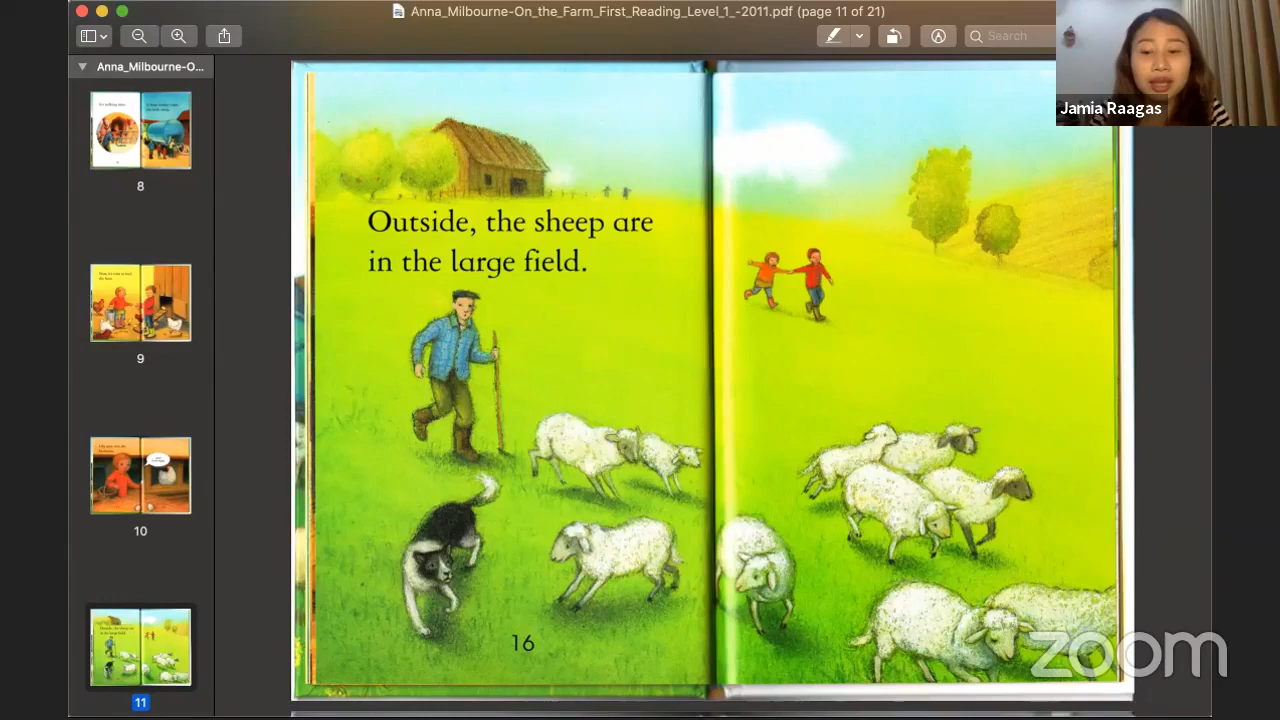 Anna_Milbourne-On_the_Farm_First_Reading_Level_1_-2011.pdf (page 11 of 21)
Search
Anna_Milbourne-O...
8
9
10
11
Outside, the sheep are
in the large field.
16
Jamia Raagas
zoom